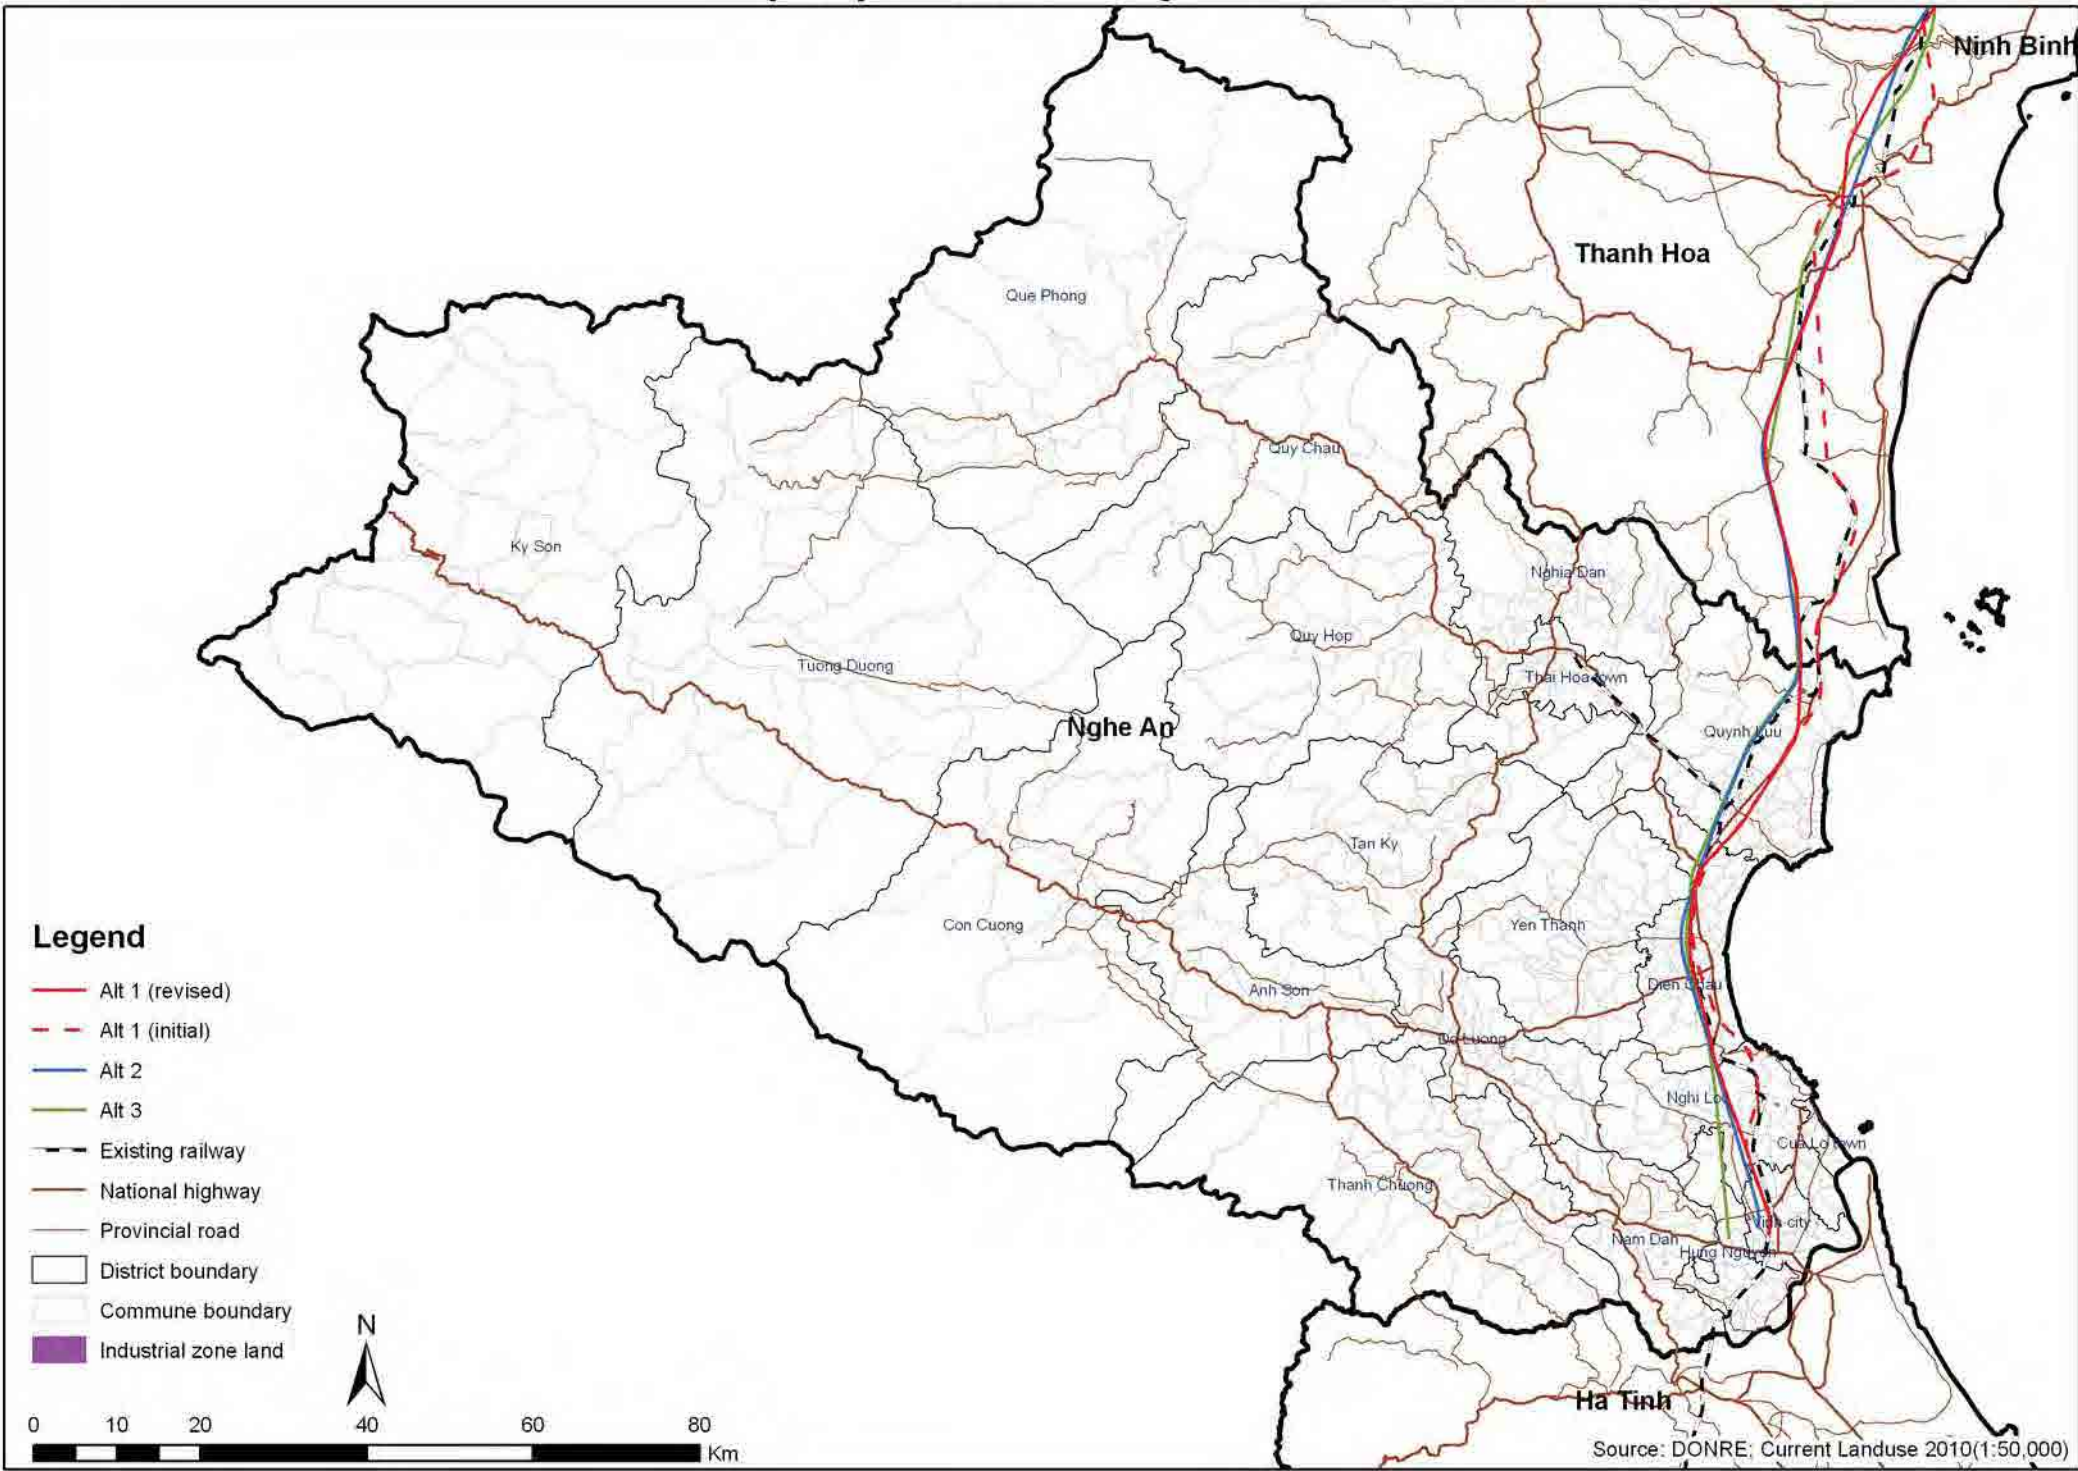 Ninh Binh
Thanh Hoa
Que Phong
Quy Chau
Ky Son
Nghia Dan
Quy Hop
Tuong Duong
Thai Hoa town
Nghe An
Quynh Luu
Tan Ky
Con Cuong
Yen Thanh
Anh Son
Dien Chau
Do Luong
Nghi Loc
Cua Lo town
Thanh Chuong
Vinh city
Nam Dan
Hung Nguyen
Ha Tinh
Legend
Alt 1 (revised)
Alt 1 (initial)
Alt 2
Alt 3
Existing railway
National highway
Provincial road
District boundary
Commune boundary
Industrial zone land
N
0 10 20 40 60 80
Km
Source: DONRE; Current Landuse 2010(1:50,000)